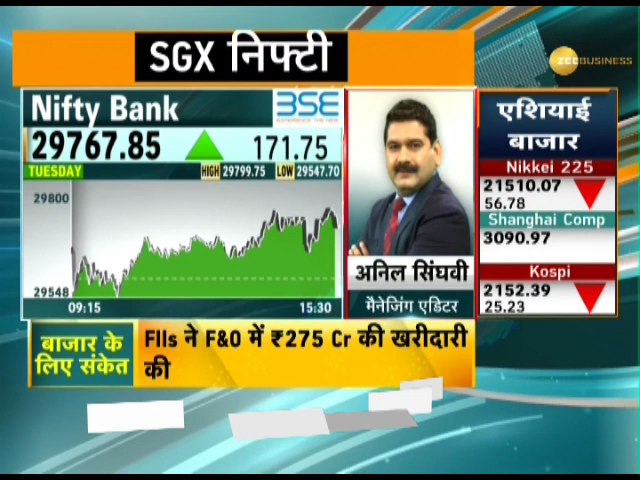 SGX निफ्टी
ZEEBUSINESS
Nifty Bank
BSE
EXPERIENCE THE NEW
29767.85 171.75
TUESDAY HIGH 29799.75 LOW 29547.70
29800
29548
09:15 15:30
अनिल सिंघवी
मैनेजिंग एडिटर
एशियाई
बाजार
Nikkei 225
21510.07
56.78
Shanghai Comp
3090.97
Kospi
2152.39
25.23
बाजार के
लिए संकेत
FIIs ने F&O में ₹275 Cr की खरीदारी
की